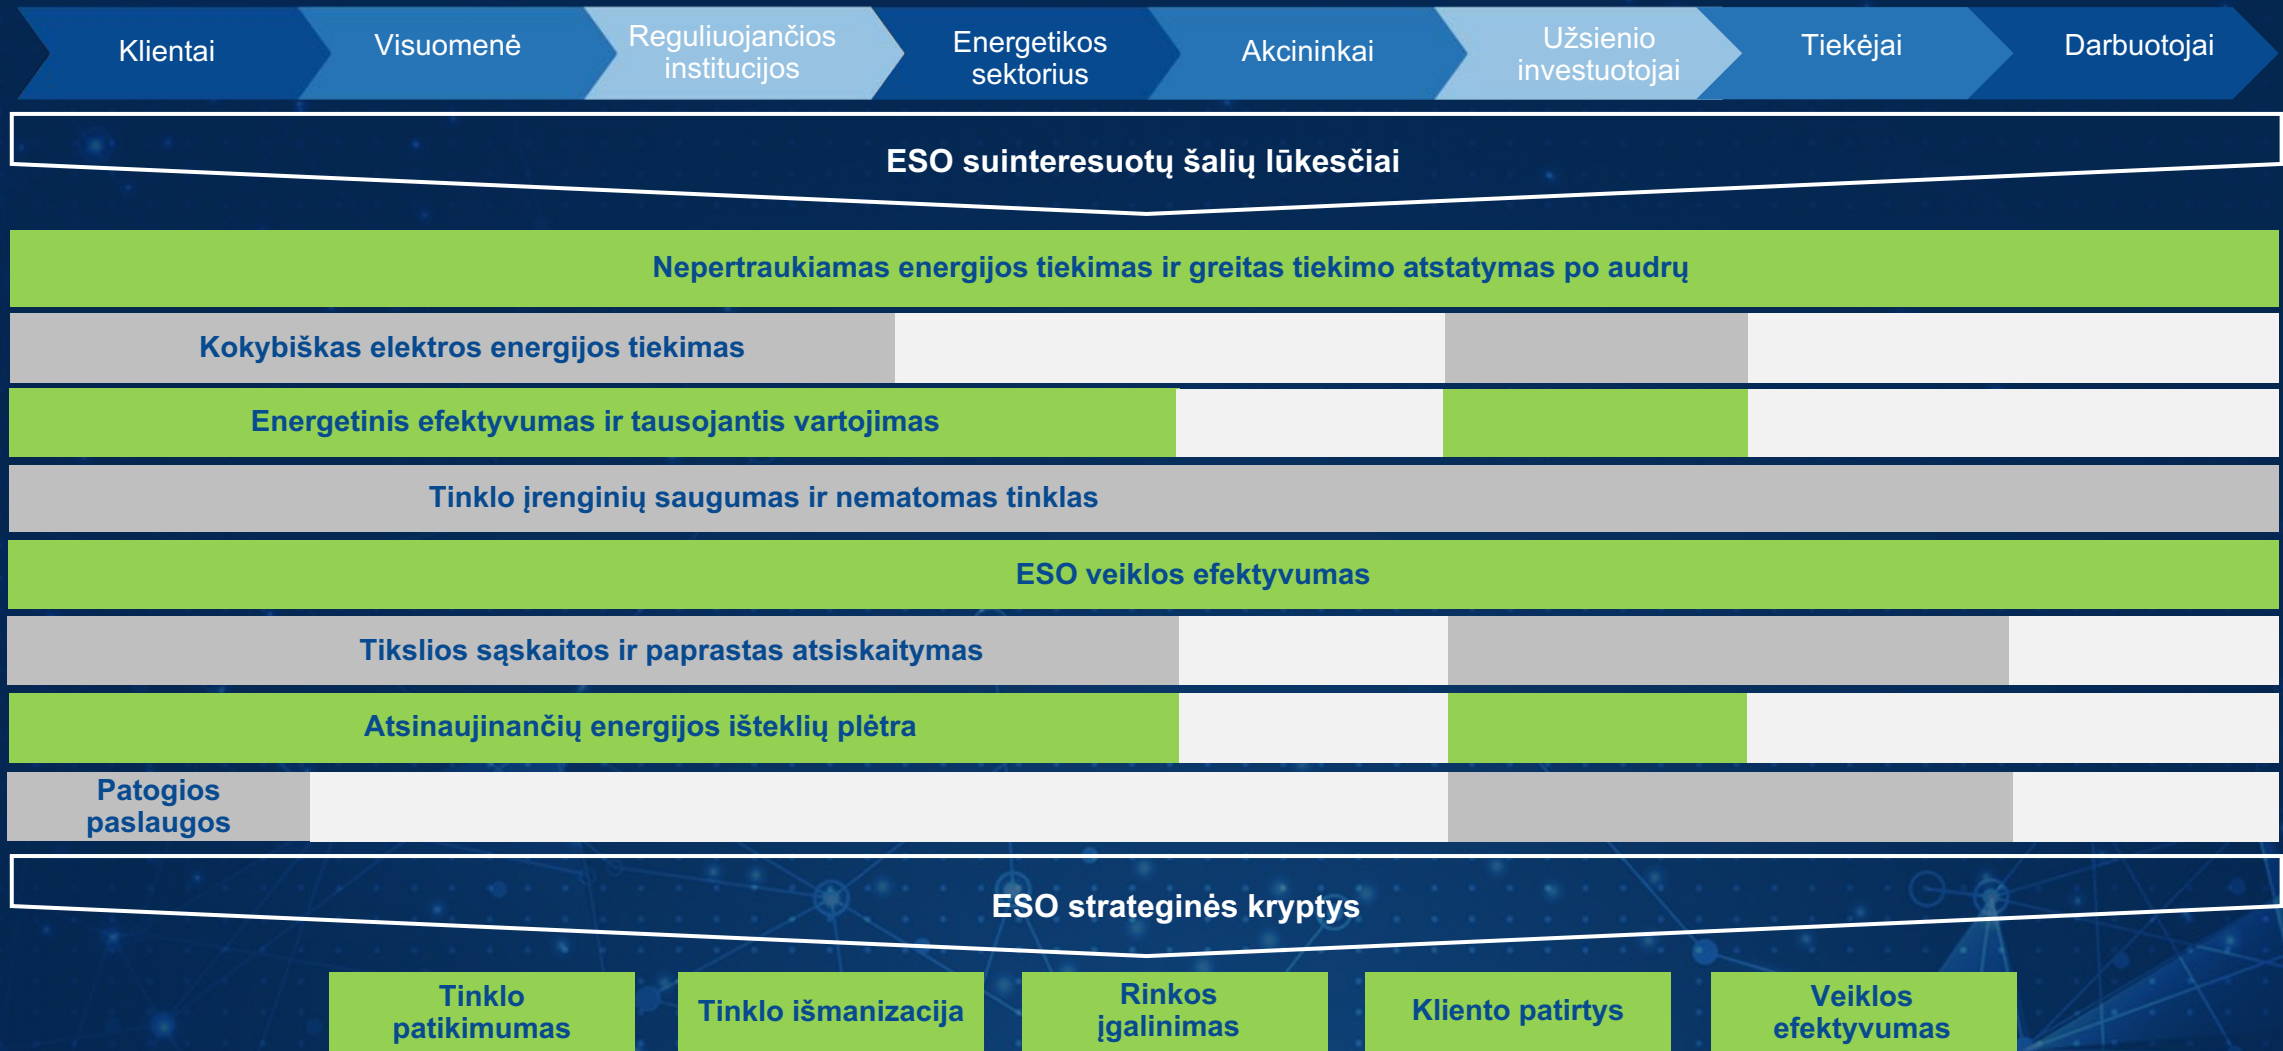 Klientai
Visuomenė
Reguliuojančios
institucijos
Energetikos
sektorius
Akcininkai
Užsienio
investuotojai
Tiekėjai
Darbuotojai
ESO suinteresuotų šalių lūkesčiai
Nepertraukiamas energijos tiekimas ir greitas tiekimo atstatymas po audrų
Kokybiškas elektros energijos tiekimas
Energetinis efektyvumas ir tausojantis vartojimas
Tinklo įrenginių saugumas ir nematomas tinklas
ESO veiklos efektyvumas
Tikslios sąskaitos ir paprastas atsiskaitymas
Atsinaujinančių energijos išteklių plėtra
Patogios
paslaugos
ESO strateginės kryptys
Tinklo
patikimumas
Tinklo išmanizacija
Rinkos
įgalinimas
Kliento patirtys
Veiklos
efektyvumas